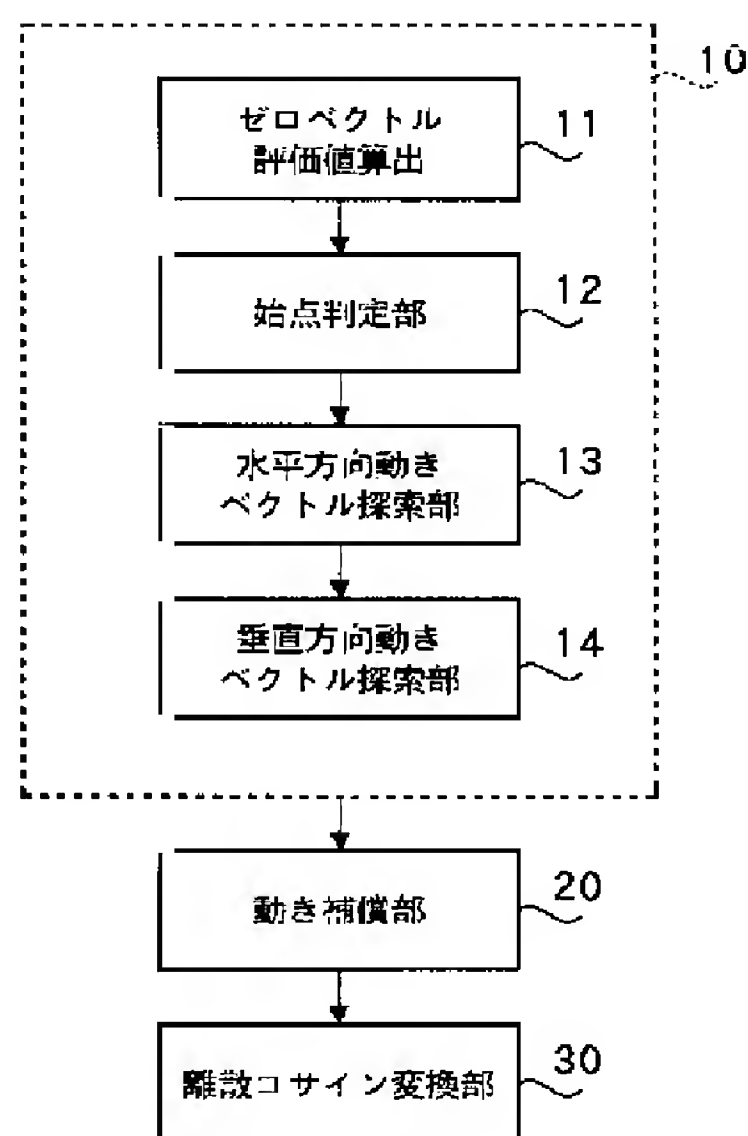 10
ゼロベクトル
評価値算出
11
始点判定部
12
水平方向動き
ベクトル探索部
13
垂直方向動き
ベクトル探索部
14
動き補償部
20
離散コサイン変換部
30